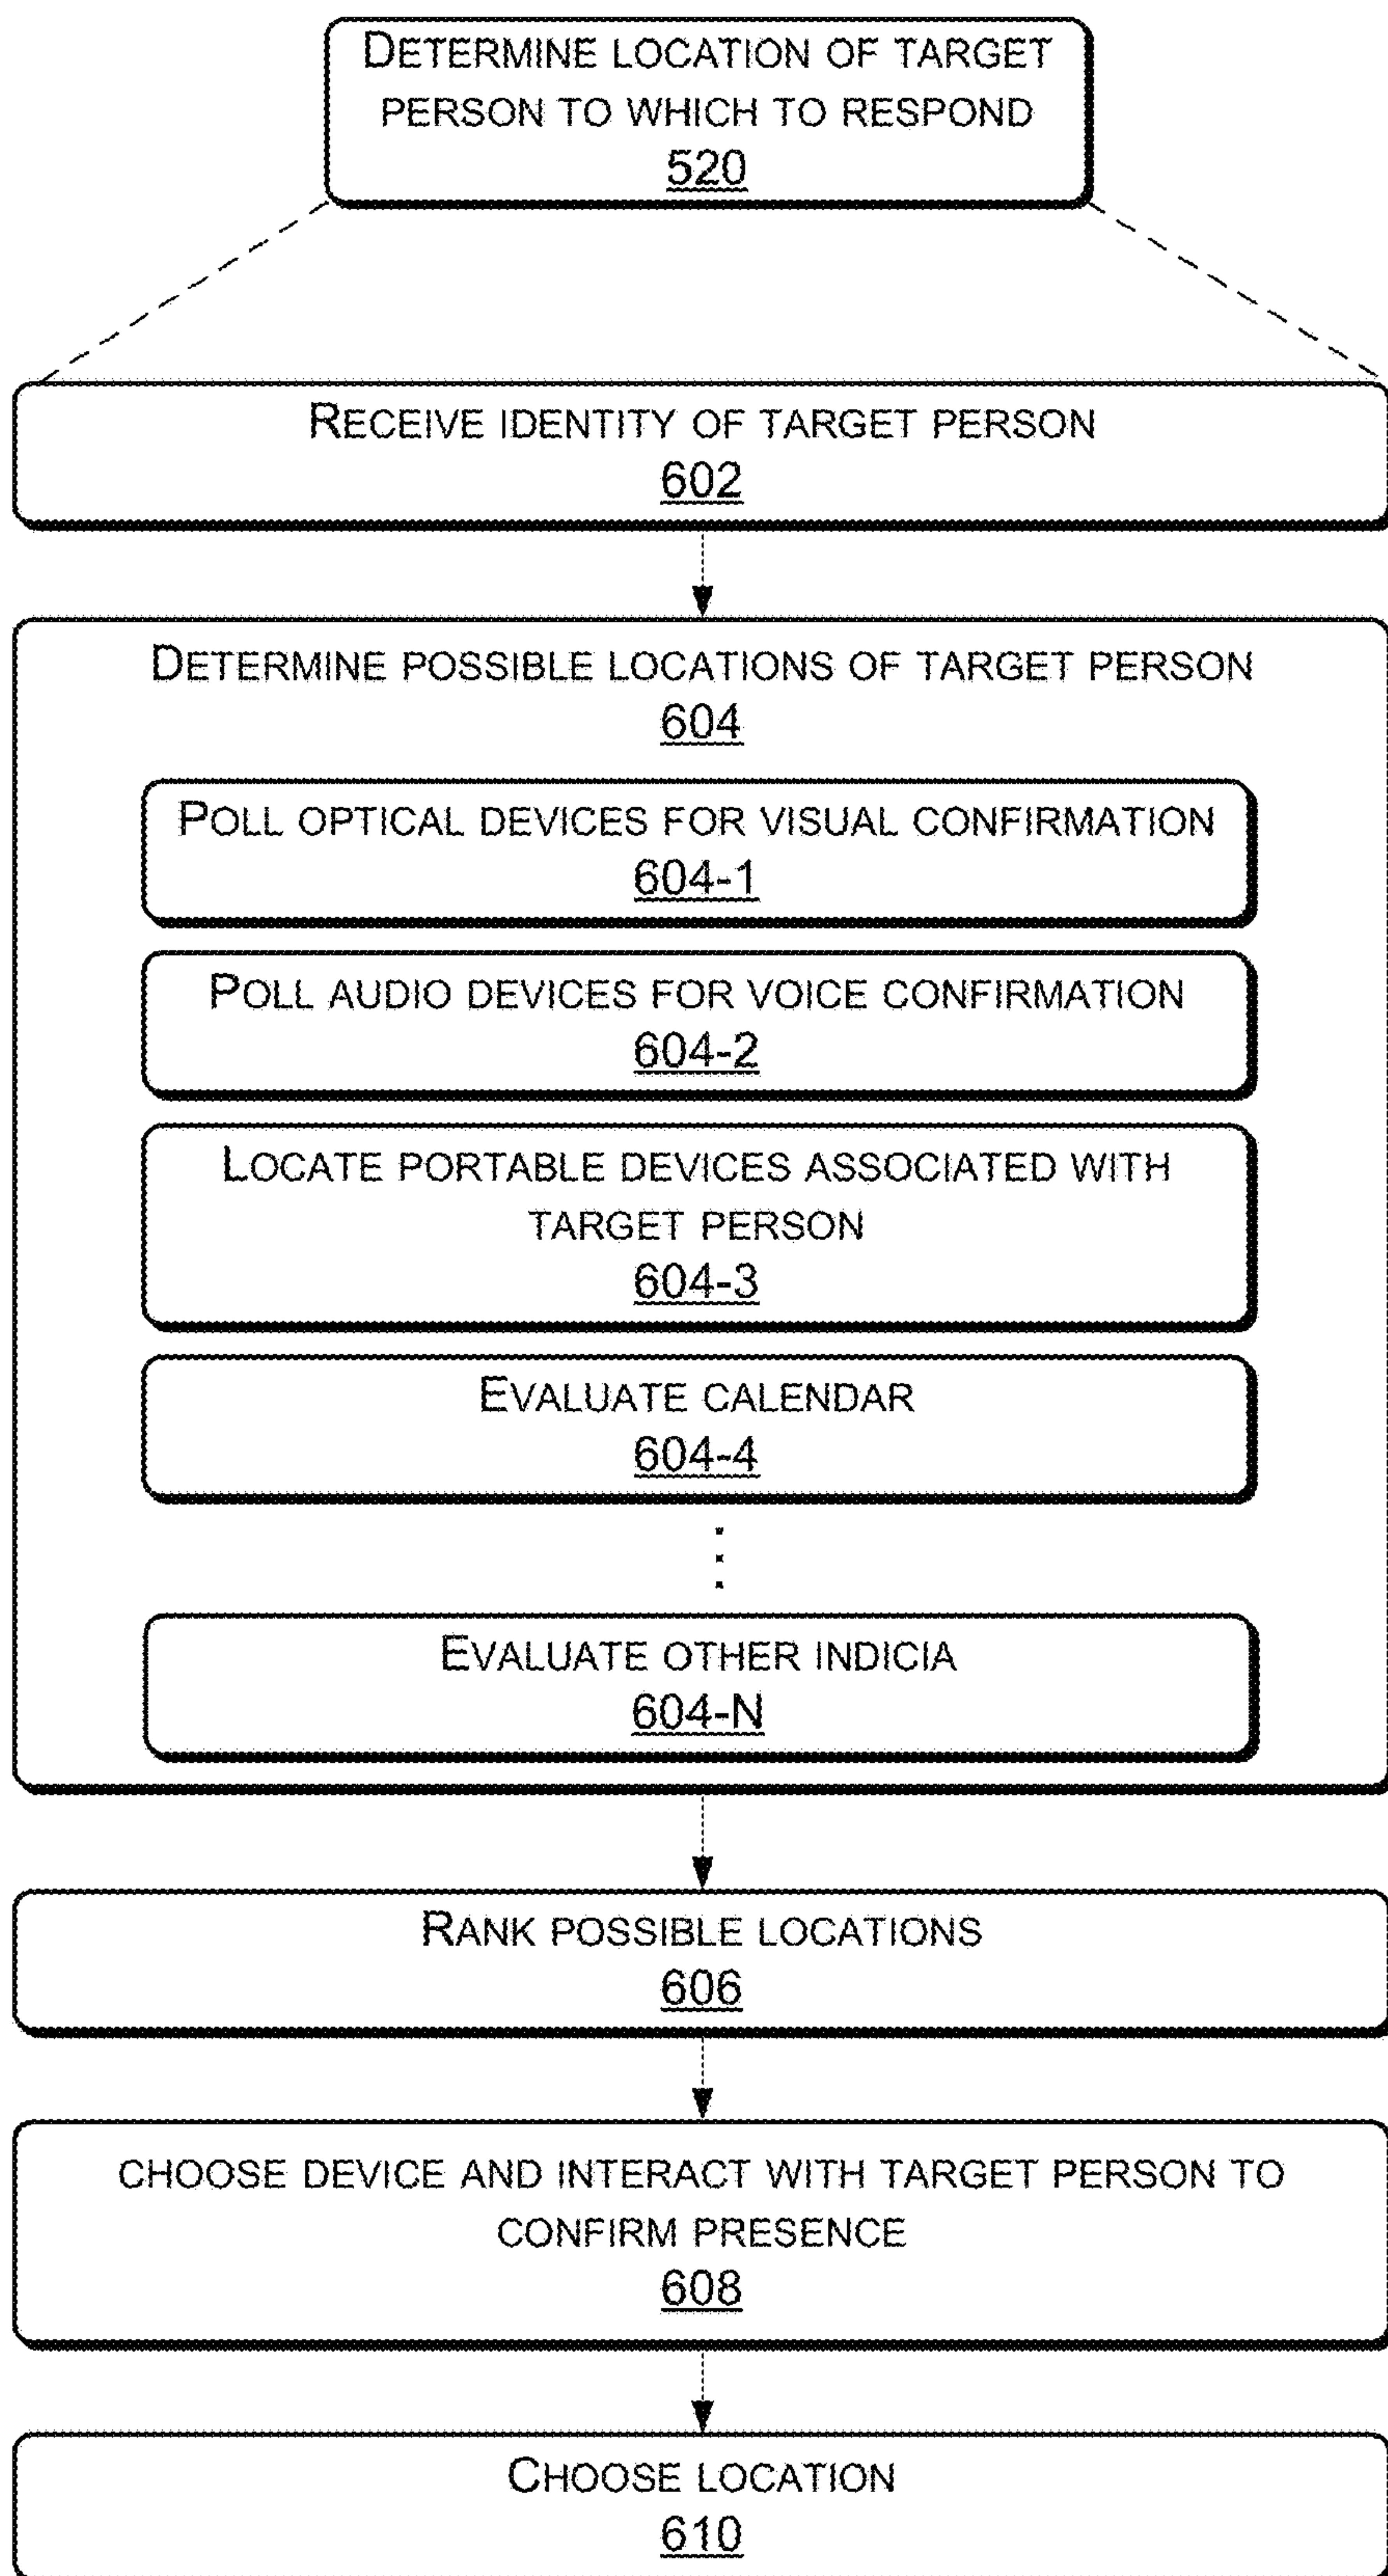 DETERMINE LOCATION OF TARGET
PERSON TO WHICH TO RESPOND
520
RECEIVE IDENTITY OF TARGET PERSON
602
DETERMINE POSSIBLE LOCATIONS OF TARGET PERSON
604
POLL OPTICAL DEVICES FOR VISUAL CONFIRMATION
604-1
POLL AUDIO DEVICES FOR VOICE CONFIRMATION
604-2
LOCATE PORTABLE DEVICES ASSOCIATED WITH
TARGET PERSON
604-3
EVALUATE CALENDAR
604-4
EVALUATE OTHER INDICIA
604-N
RANK POSSIBLE LOCATIONS
606
CHOOSE DEVICE AND INTERACT WITH TARGET PERSON TO
CONFIRM PRESENCE
608
CHOOSE LOCATION
610